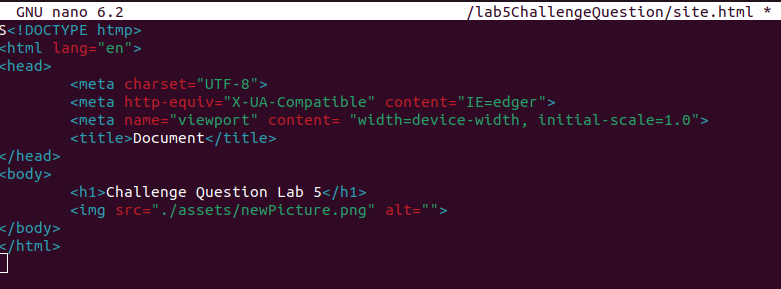 GNU nano 6.2 /lab5ChallengeQuestion/site.html *
S<!DOCTYPE htmp>
<html lang="en">
<head>
<meta charset="UTF-8">
<meta http-equiv="X-UA-Compatible" content="IE=edger">
<meta name="viewport" content= "width=device-width, initial-scale=1.0">
<title>Document</title>
</head>
<body>
<h1>Challenge Question Lab 5</h1>
<img src="./assets/newPicture.png" alt="">
</body>
</html>